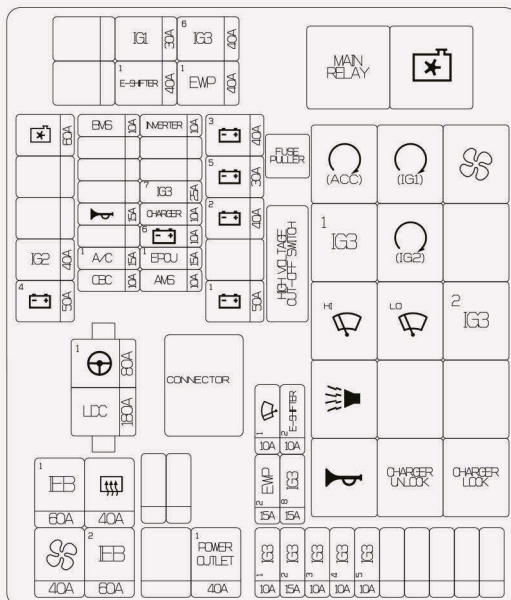 IG1 30A
6 IG3 40A
1 E-SHIFTER 40A
1 EWP 40A
MAIN
RELAY
60A
BMS 10A
INVERTER 10A
3 40A
FUSE
PULLER
5 30A
7 IG3 25A
15A
CHARGER 10A
2 40A
6 10A
IG2 40A
1 A/C 15A
1 EPCU 15A
4 50A
OBC 10A
AMS 10A
1 50A
HIGH VOLTAGE
CUT-OFF SWITCH
(ACC)
(IG1)
1 IG3
(IG2)
HI
LO
2 IG3
CHARGER
UNLOCK
CHARGER
LOCK
1 80A
LDC 180A
CONNECTOR
1 10A
2 E-SHIFTER 10A
2 EWP 15A
8 IG3 15A
1 IEB 60A
40A
40A
2 IEB 60A
1 POWER
OUTLET
40A
1 IG3 10A
2 IG3 15A
3 IG3 10A
4 IG3 10A
5 IG3 10A